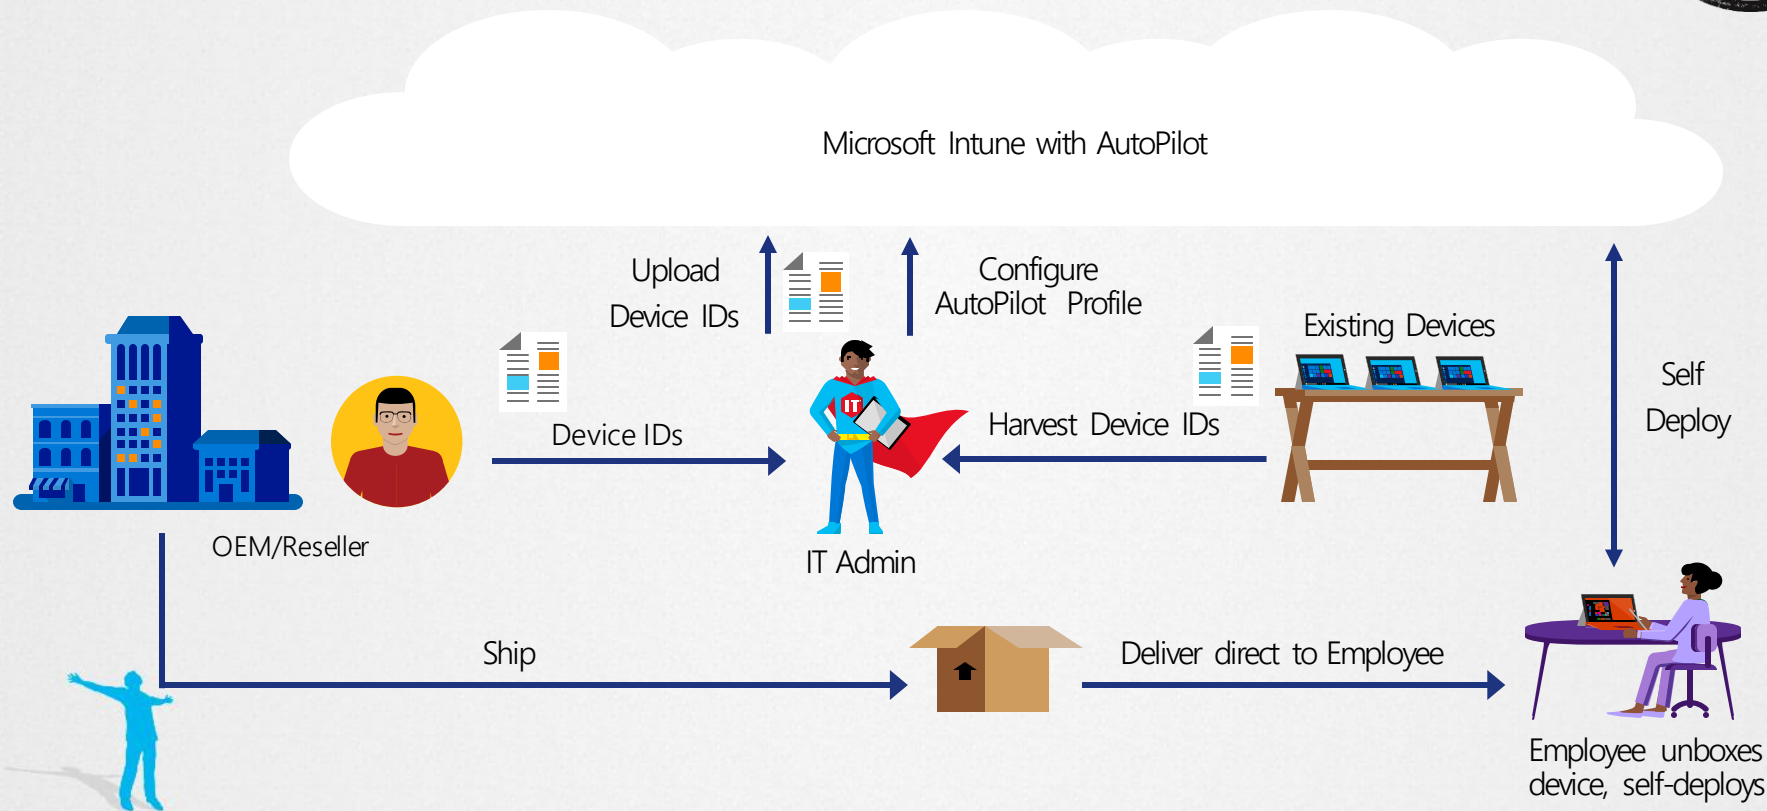 Microsoft Intune with AutoPilot
Upload
Device IDs
Configure
AutoPilot Profile
Existing Devices
Self
Deploy
Device IDs
IT
Harvest Device IDs
OEM/Reseller
IT Admin
Ship
Deliver direct to Employee
Employee unboxes
device, self-deploys